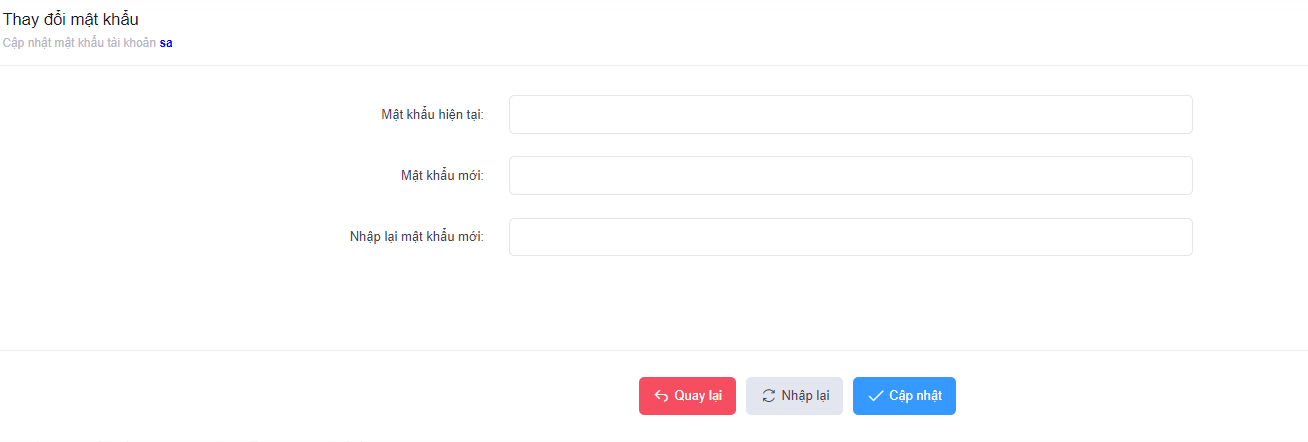 Thay đổi mật khẩu
Cập nhật mật khẩu tài khoản sa
Mật khẩu hiện tại:
Mật khẩu mới:
Nhập lại mật khẩu mới:
Quay lại Nhập lại Cập nhật